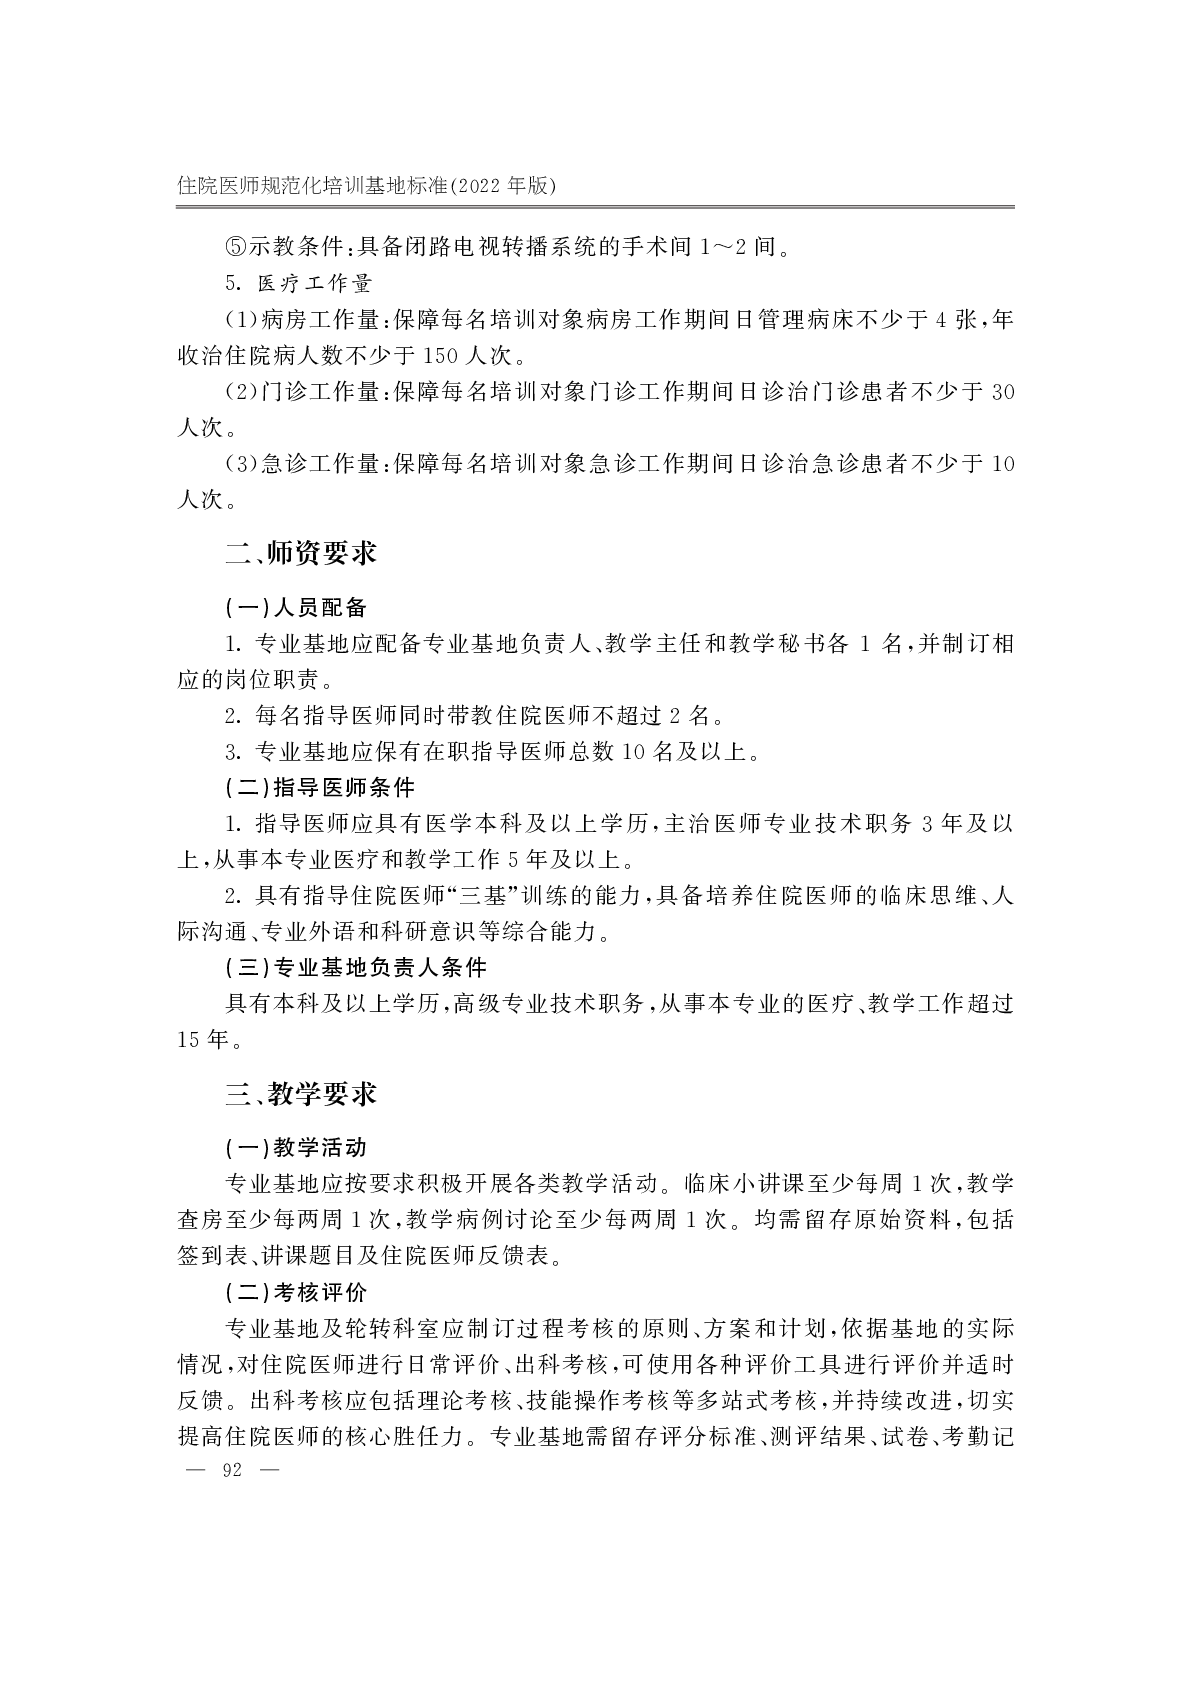 住院医师规范化培训基地标准(2022 年版)
⑤示教条件:具备闭路电视转播系统的手术间 1～2 间。
5. 医疗工作量
(1)病房工作量:保障每名培训对象病房工作期间日管理病床不少于 4 张,年
收治住院病人数不少于 150 人次。
(2)门诊工作量:保障每名培训对象门诊工作期间日诊治门诊患者不少于 30
人次。
(3)急诊工作量:保障每名培训对象急诊工作期间日诊治急诊患者不少于 10
人次。
二、师资要求
(一)人员配备
1. 专业基地应配备专业基地负责人、教学主任和教学秘书各 1 名,并制订相
应的岗位职责。
2. 每名指导医师同时带教住院医师不超过 2 名。
3. 专业基地应保有在职指导医师总数 10 名及以上。
(二)指导医师条件
1. 指导医师应具有医学本科及以上学历,主治医师专业技术职务 3 年及以
上,从事本专业医疗和教学工作 5 年及以上。
2. 具有指导住院医师“三基”训练的能力,具备培养住院医师的临床思维、人
际沟通、专业外语和科研意识等综合能力。
(三)专业基地负责人条件
具有本科及以上学历,高级专业技术职务,从事本专业的医疗、教学工作超过
15 年。
三、教学要求
(一)教学活动
专业基地应按要求积极开展各类教学活动。临床小讲课至少每周 1 次,教学
查房至少每两周 1 次,教学病例讨论至少每两周 1 次。均需留存原始资料,包括
签到表、讲课题目及住院医师反馈表。
(二)考核评价
专业基地及轮转科室应制订过程考核的原则、方案和计划,依据基地的实际
情况,对住院医师进行日常评价、出科考核,可使用各种评价工具进行评价并适时
反馈。出科考核应包括理论考核、技能操作考核等多站式考核,并持续改进,切实
提高住院医师的核心胜任力。专业基地需留存评分标准、测评结果、试卷、考勤记
— 92 —